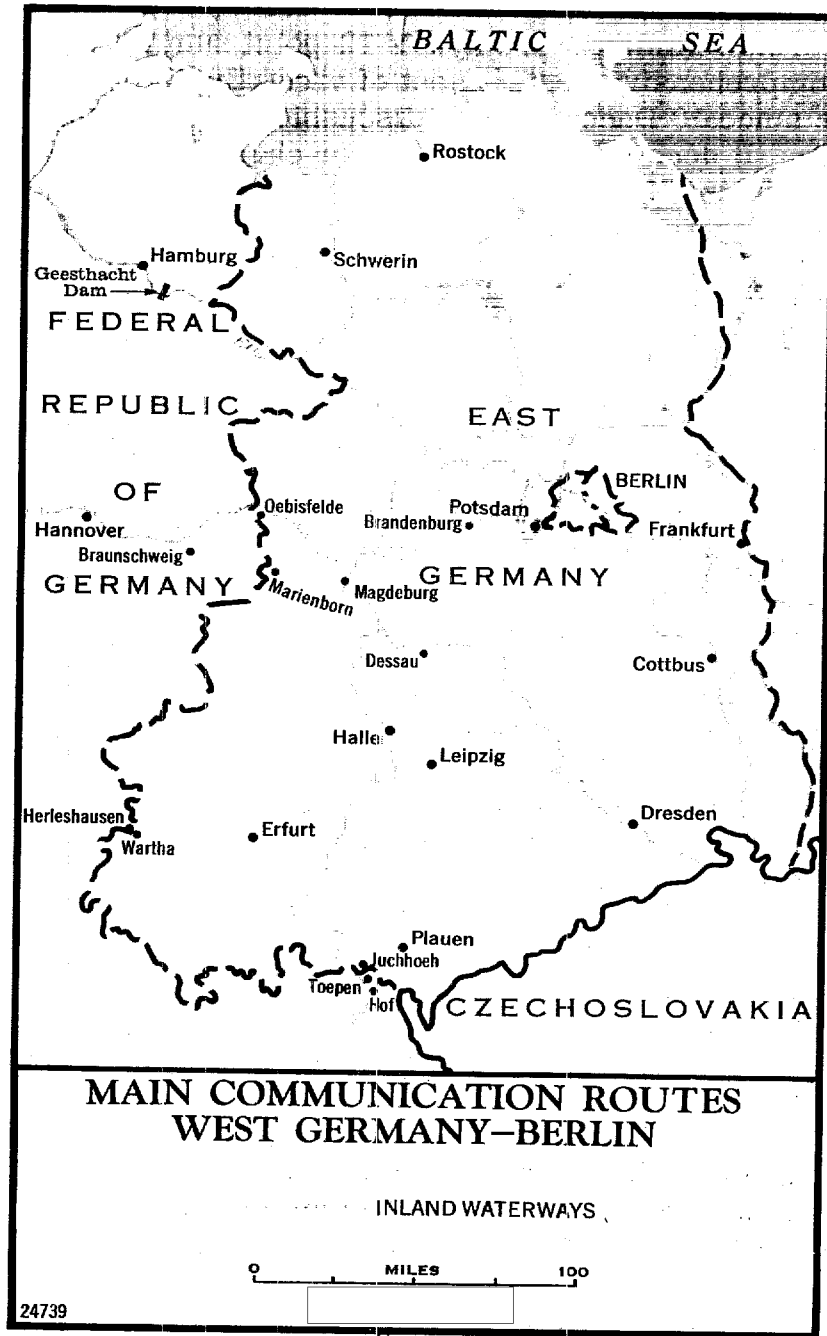 BALTIC SEA
Rostock
Hamburg
Schwerin
Geesthacht
Dam
FEDERAL
REPUBLIC
EAST
OF
BERLIN
Oebisfelde
Potsdam
Hannover
Brandenburg
Frankfurt
Braunschweig
GERMANY
GERMANY
Marienborn
Magdeburg
Dessau
Cottbus
Halle
Leipzig
Herleshausen
Dresden
Erfurt
Wartha
Plauen
Juchhoeh
Toepen
Hof
CZECHOSLOVAKIA
MAIN COMMUNICATION ROUTES
WEST GERMANY–BERLIN
INLAND WATERWAYS
0 MILES 100
24739